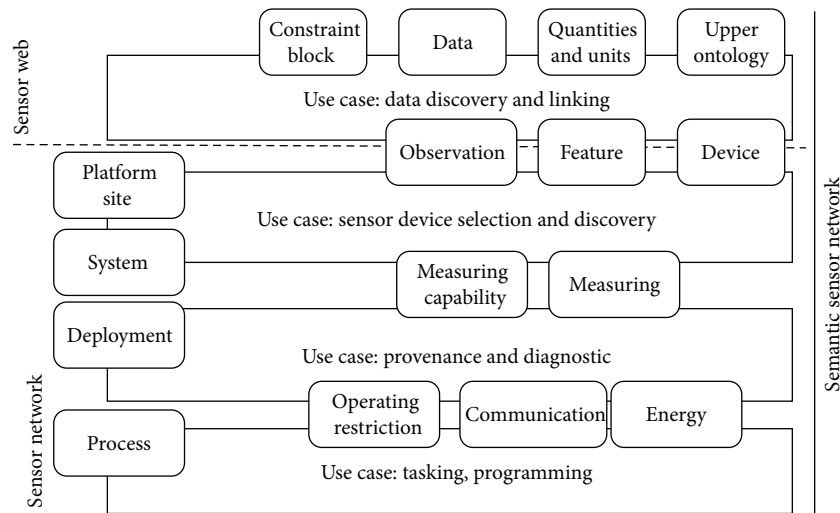 Constraint
block
Data
Quantities
and units
Upper
ontology
Sensor web
Use case: data discovery and linking
Observation
Feature
Device
Platform
site
Use case: sensor device selection and discovery
System
Measuring
capability
Measuring
Deployment
Use case: provenance and diagnostic
Sensor network
Operating
restriction
Communication
Energy
Process
Use case: tasking, programming
Semantic sensor network